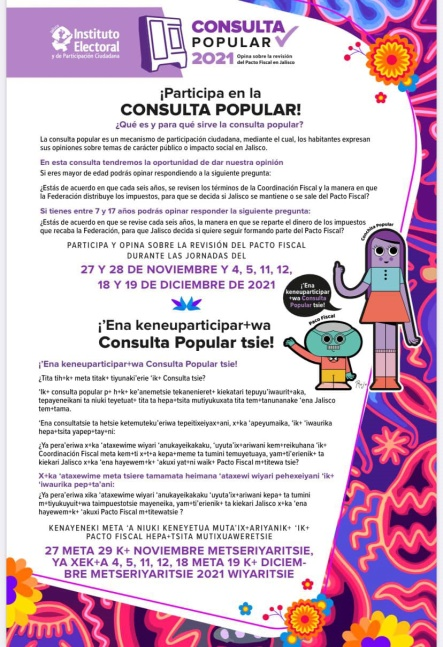 Instituto
Electoral
y de Participación Ciudadana
CONSULTA
POPULAR
2021 Opina sobre la revisión
del Pacto Fiscal en Jalisco
¡Participa en la
CONSULTA POPULAR!
¿Qué es y para qué sirve la consulta popular?
La consulta popular es un mecanismo de participación ciudadana, mediante el cual, los habitantes expresan
sus opiniones sobre temas de carácter público o impacto social en Jalisco.
En esta consulta tendremos la oportunidad de dar nuestra opinión
Si eres mayor de edad podrás opinar respondiendo a la siguiente pregunta:
¿Estás de acuerdo en que cada seis años, se revisen los términos de la Coordinación Fiscal y la manera en que
la Federación distribuye los impuestos, para que se decida si Jalisco se mantiene o se sale del Pacto Fiscal?
Si tienes entre 7 y 17 años podrás opinar responder la siguiente pregunta:
¿Estás de acuerdo en que se revise cada seis años, la manera en que se reparte el dinero de los impuestos
que recaba la Federación, para que Jalisco decida si quiere seguir formando parte del Pacto Fiscal?
PARTICIPA Y OPINA SOBRE LA REVISIÓN DEL PACTO FISCAL
DURANTE LAS JORNADAS DEL
27 Y 28 DE NOVIEMBRE Y 4, 5, 11, 12,
18 Y 19 DE DICIEMBRE DE 2021
Conchita Popular
¡'Ena
keneuparticipar
+wa Consulta
Popular tsie!
Paco Fiscal
¡'Ena keneuparticipar+wa
Consulta Popular tsie!
¡'Ena keneuparticipar+wa Consulta Popular tsie!
¿Tita tih+k+ meta titak+ tiyunaki'erie 'ik+ Consulta tsie?
'Ik+ consulta popular p+ h+k+ ke'anemetsie tekanenieret+ kiekatari tepuyu'iwaurit+aka,
tepayeneikani ta niuki teyetuat+ tita ta hepa+tsita mutiyukuxata tita tem+tanunanake 'ena Jalisco
tem+tama.
'Ena consultatsie ta hetsie ketemuteku'eriwa tepeitixeiyax+ani, x+ka 'apeyumaika, 'ik+ 'iwaurika
hepa+tsita yapep+tay+ni:
¿Ya pera'eriwa x+ka 'ataxewime wiyari 'anukayeikakaku, 'uyuta'ix+ariwani kem+reikuhana 'ik+
Coordinación Fiscal meta kem+ti x+t+a kepa+meme ta tumini temuyetuaya, yam+ti'erienit+ ta
kiekari Jalisco x+ka 'ena hayewem+k+ 'akuxi yat+ni waik+ Pacto Fiscal m+titewa tsie?
X+ka 'ataxewime meta tsiere tamamata heimana 'ataxewi wiyari pehexeiyani 'ik+
'iwaurika pep+ta'ani:
¿Ya pera'eriwa xika 'ataxewime wiyari 'anukayeikakaku, 'uyuta'ix+ariwani kepa+ ta tumini
m+tiyukuyuit+wa taimpuestotsie mayeneika, yam+ti'erienit+ ta kiekari Jalisco x+ka 'ena
hayewem+k+ 'akuxi Pacto Fiscal m+titewatsie ?
KENAYENEKI META 'A NIUKI KENEYETUA MUTA'IX+ARIYANIK+ 'IK+
PACTO FISCAL HEPA+TSITA MUTIXUAWERETSIE
27 META 29 K+ NOVIEMBRE METSERIYARITSIE,
YA XEK+A 4, 5, 11, 12, 18 META 19 K+ DICIEM-
BRE METSERIYARITSIE 2021 WIYARITSIE